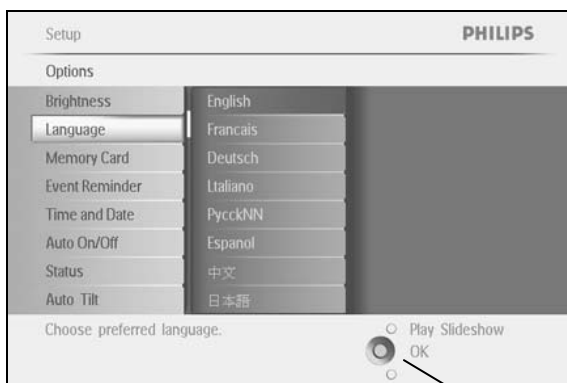 Setup
PHILIPS
Options
Brightness
Language
Memory Card
Event Reminder
Time and Date
Auto On/Off
Status
Auto Tilt
English
Francais
Deutsch
Ltaliano
PyccкNN
Espanol
中文
日本語
Choose preferred language.
Play Slideshow
OK